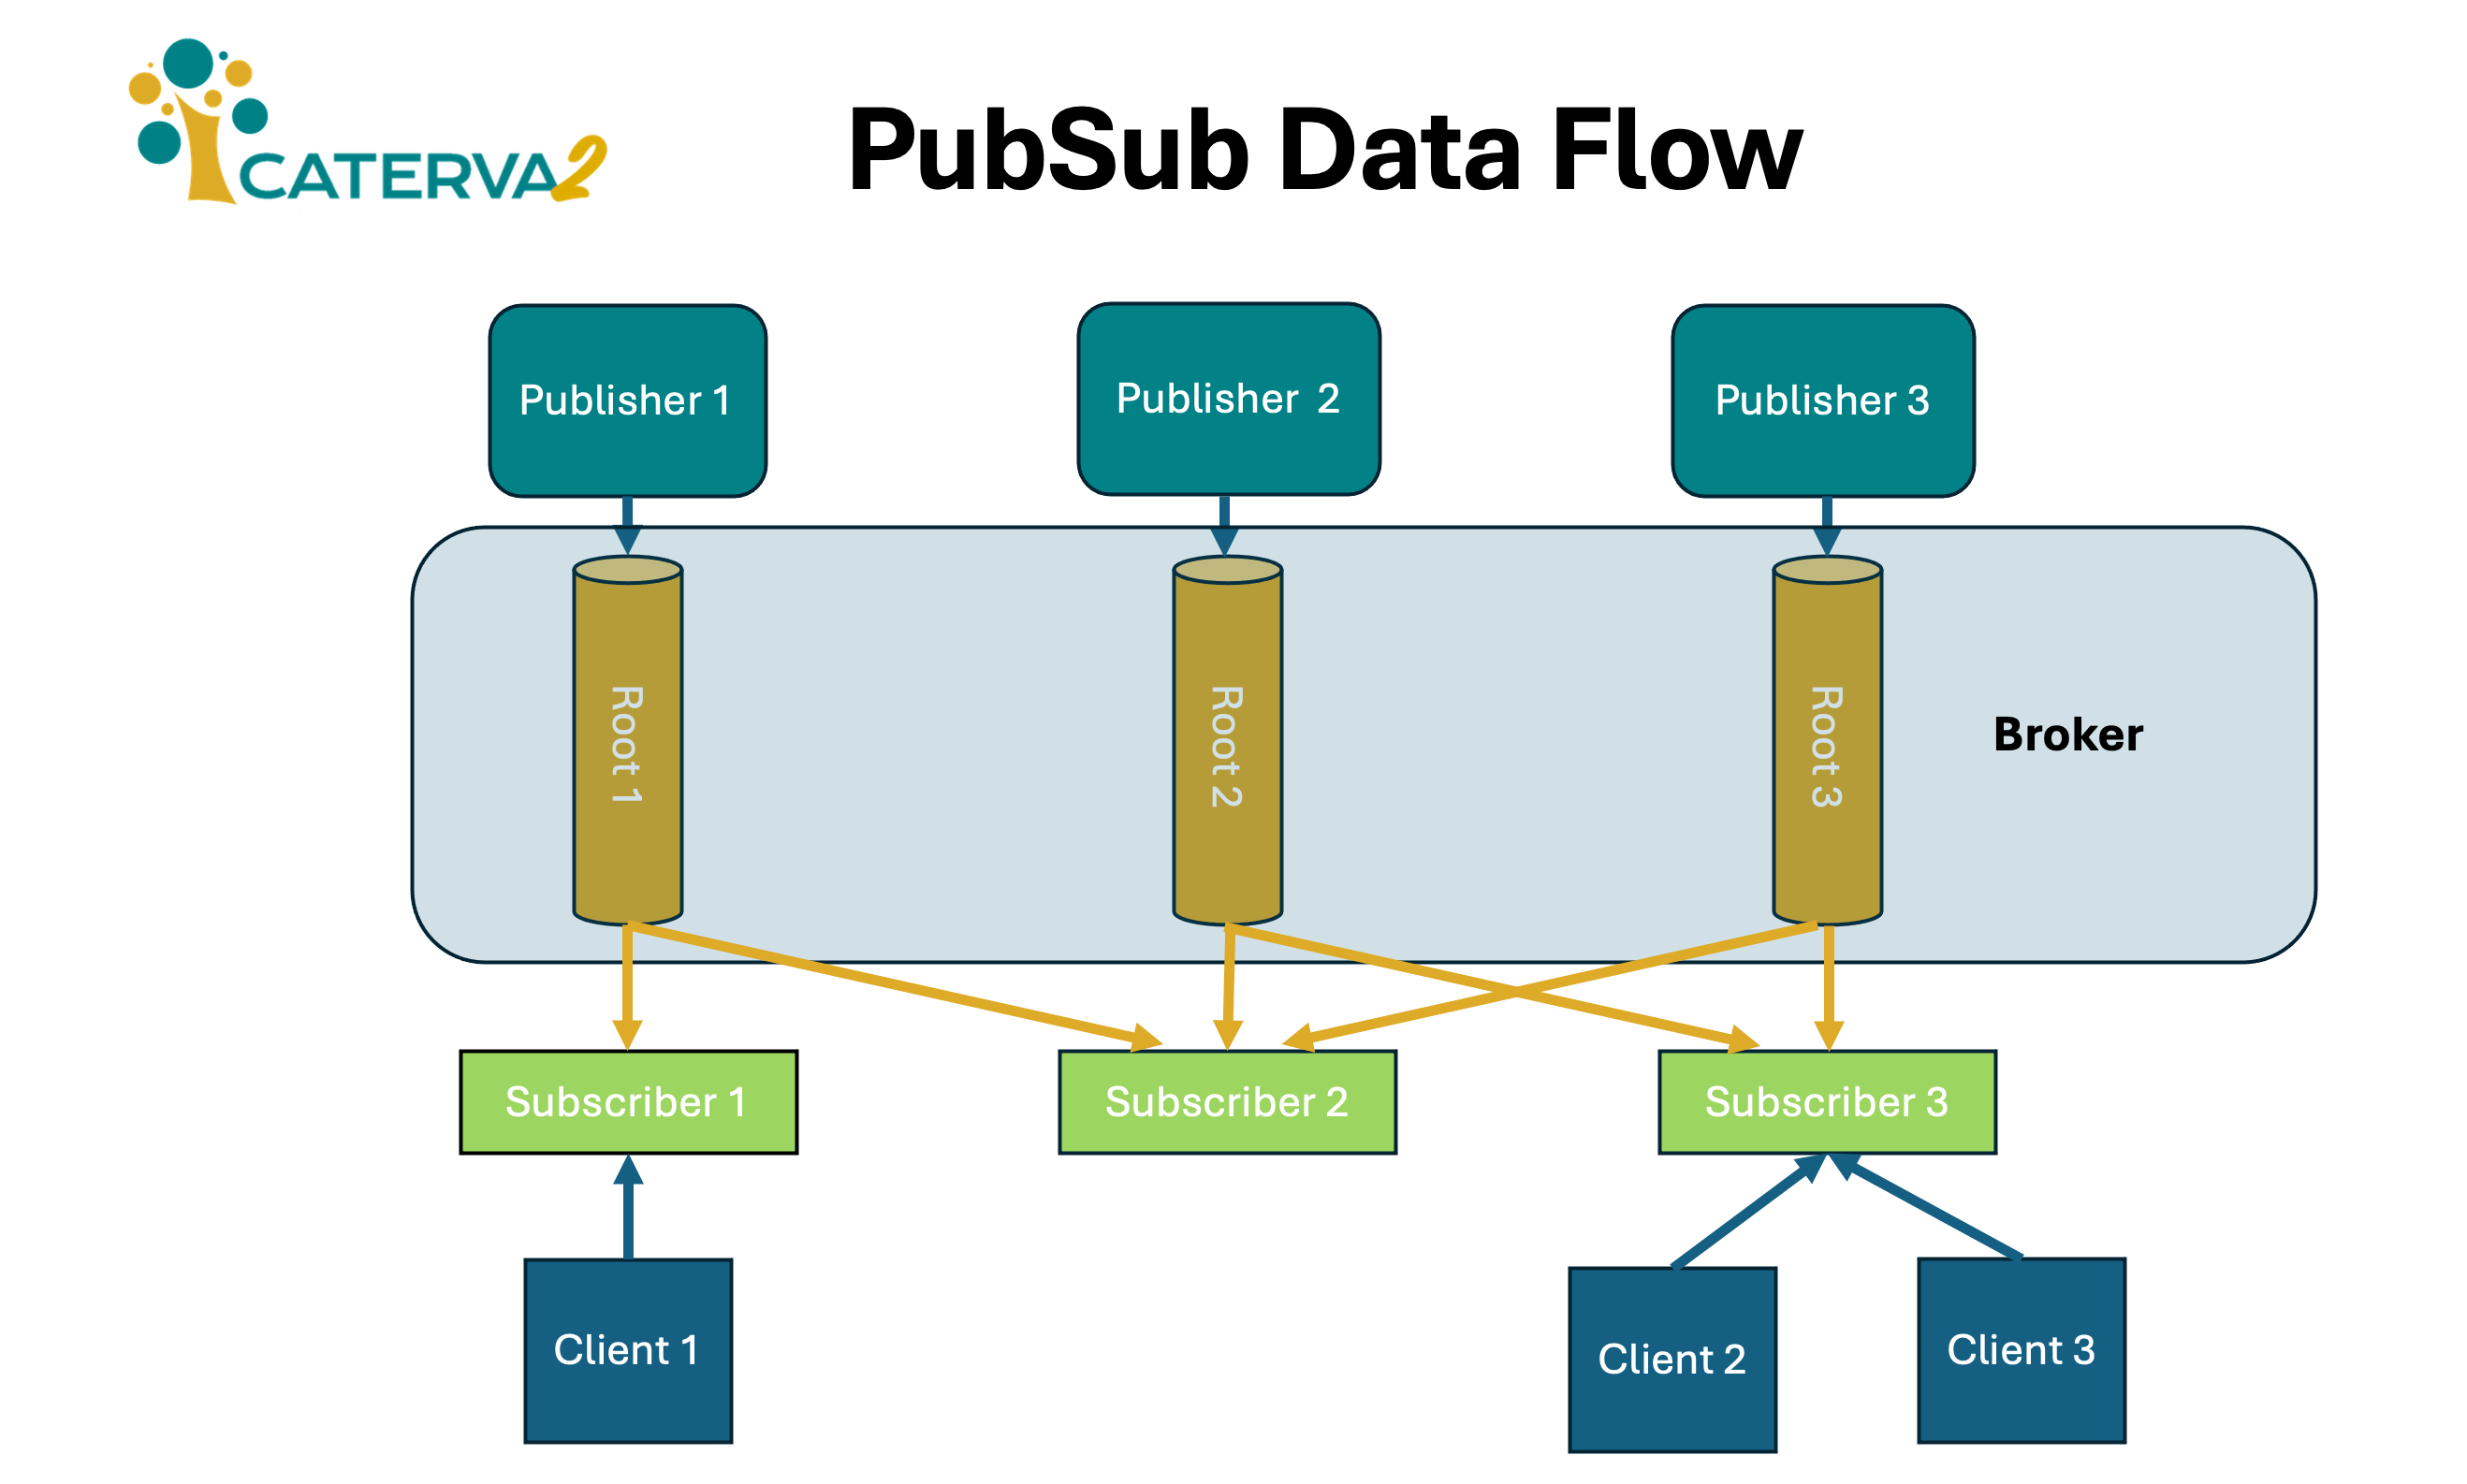 CATERVA2
PubSub Data Flow
Publisher 1
Publisher 2
Publisher 3
Root 1
Root 2
Root 3
Broker
Subscriber 1
Subscriber 2
Subscriber 3
Client 1
Client 2
Client 3